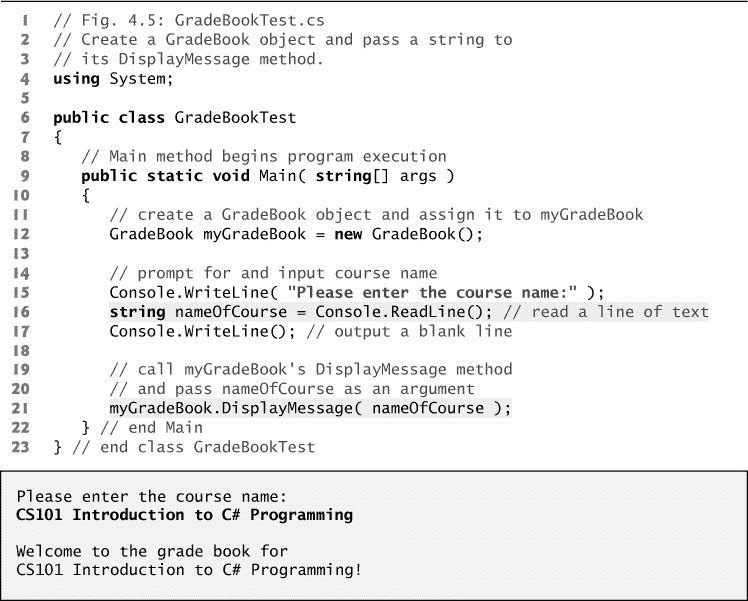 1 // Fig. 4.5: GradeBookTest.cs
2 // Create a GradeBook object and pass a string to
3 // its DisplayMessage method.
4 using System;
5
6 public class GradeBookTest
7 {
8    // Main method begins program execution
9    public static void Main( string[] args )
10    {
11       // create a GradeBook object and assign it to myGradeBook
12       GradeBook myGradeBook = new GradeBook();
13
14       // prompt for and input course name
15       Console.WriteLine( "Please enter the course name:" );
16       string nameOfCourse = Console.ReadLine(); // read a line of text
17       Console.WriteLine(); // output a blank line
18
19       // call myGradeBook's DisplayMessage method
20       // and pass nameOfCourse as an argument
21       myGradeBook.DisplayMessage( nameOfCourse );
22    } // end Main
23 } // end class GradeBookTest
Please enter the course name:
CS101 Introduction to C# Programming
Welcome to the grade book for
CS101 Introduction to C# Programming!